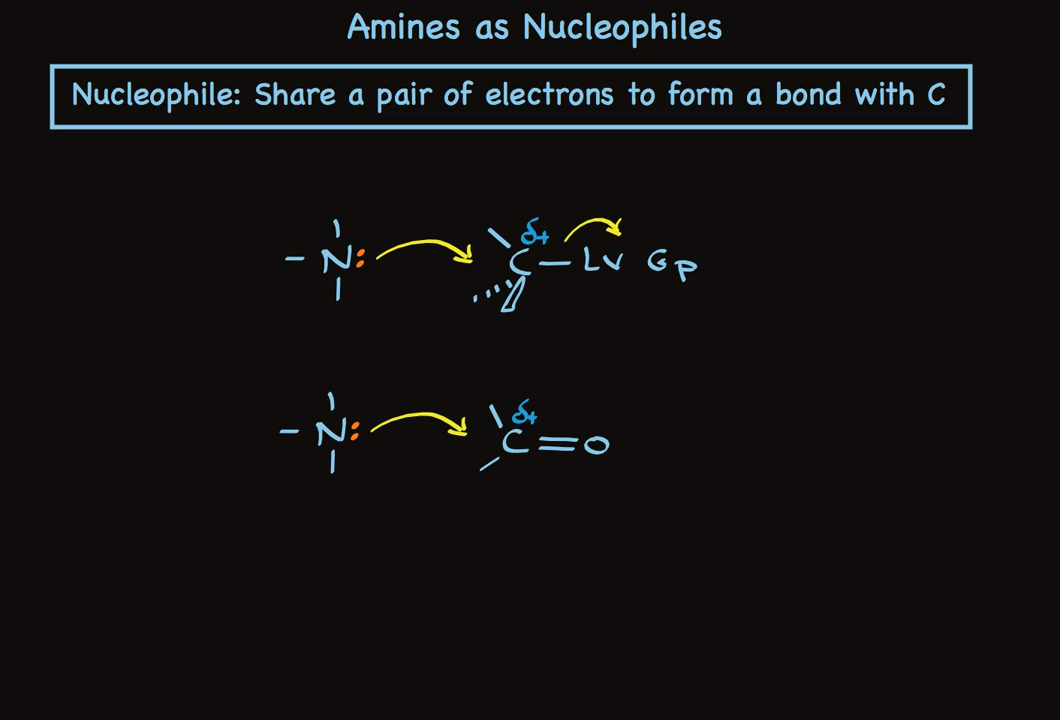 Amines as Nucleophiles
Nucleophile: Share a pair of electrons to form a bond with C
– N: C δ+ – Lv Gp
– N: C δ+ = O